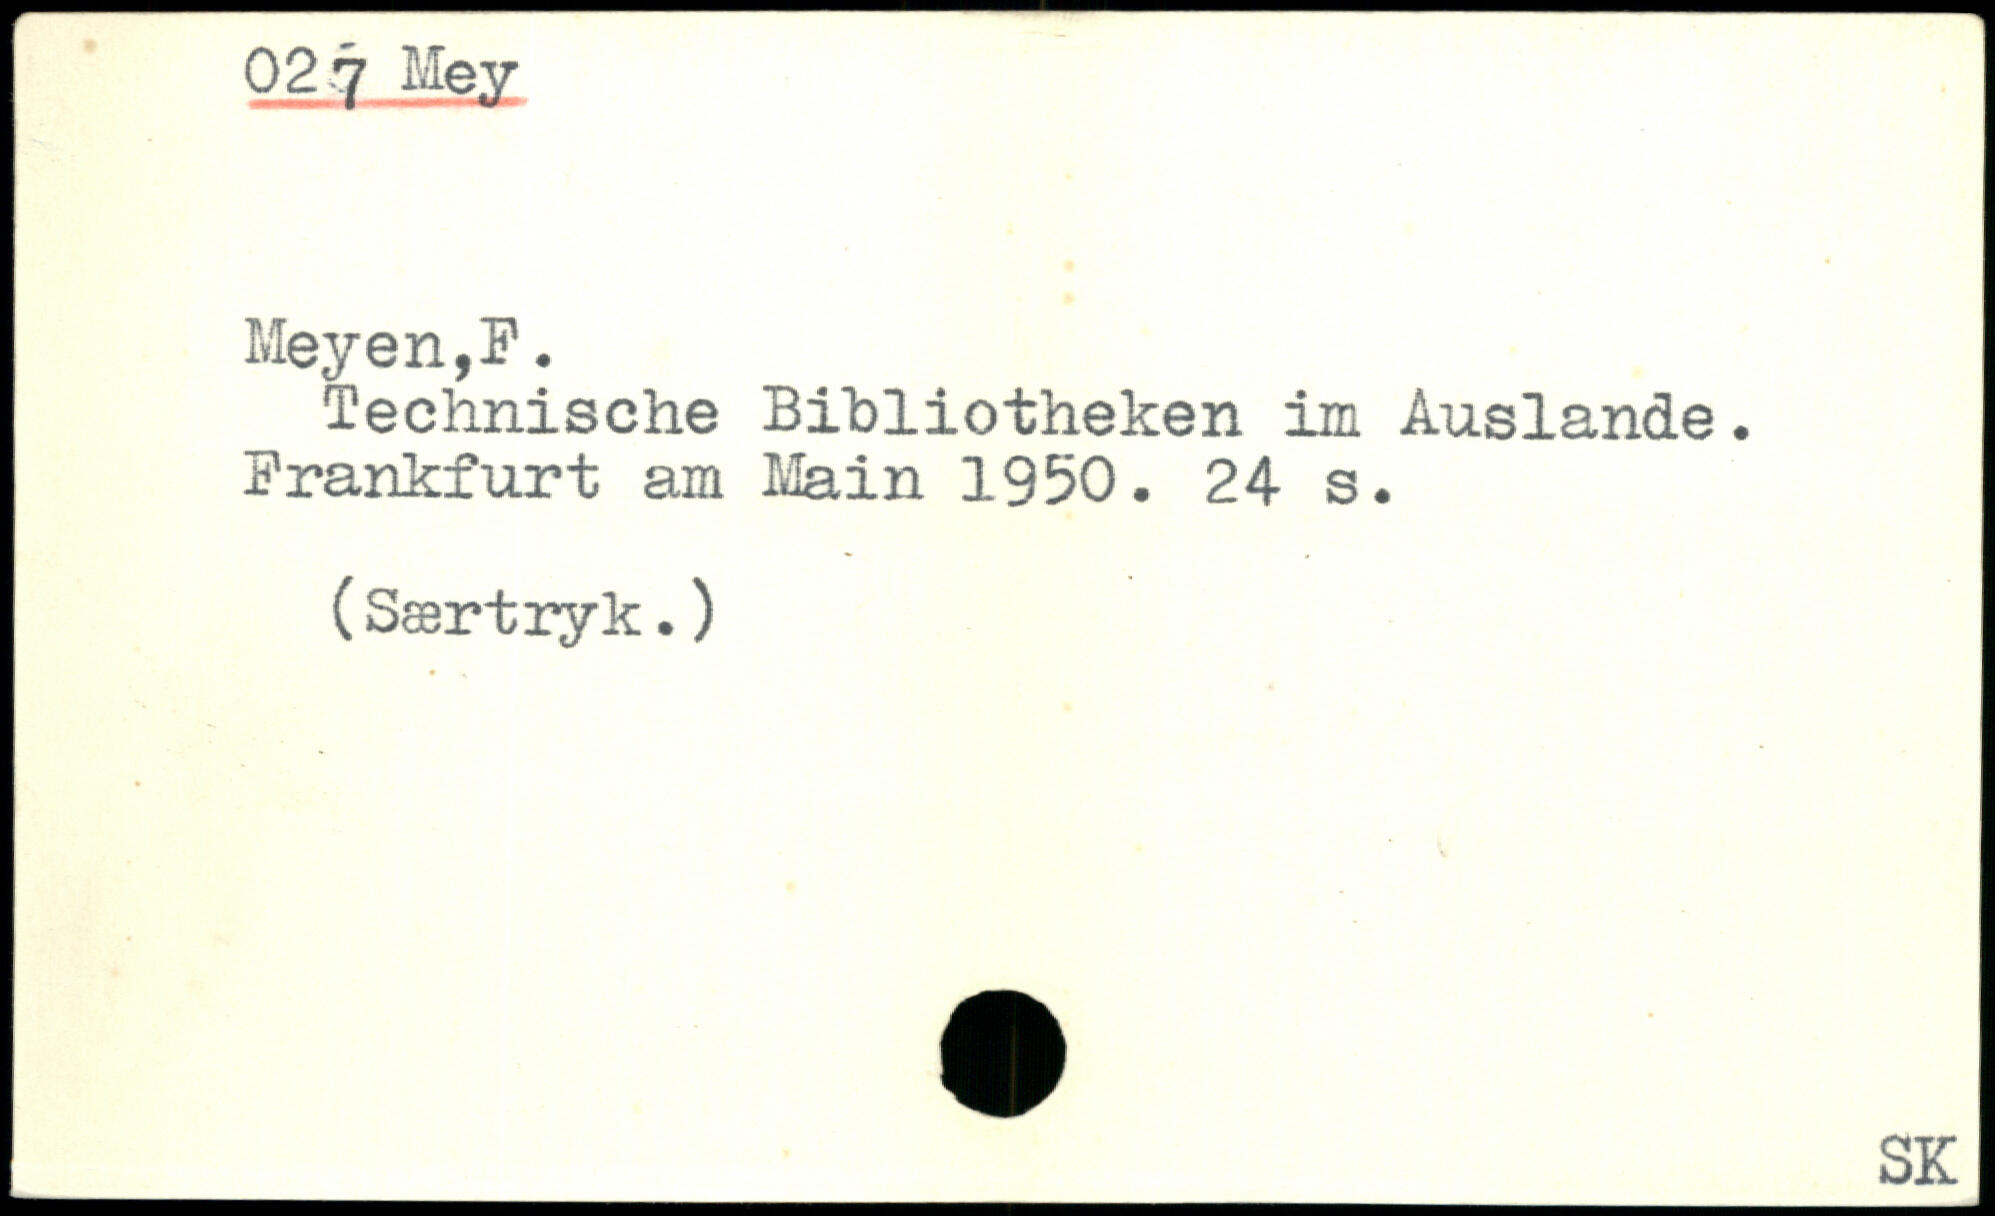 027 Mey
Meyen,F.
Technische Bibliotheken im Auslande.
Frankfurt am Main 1950. 24 s.
(Særtryk.)
SK